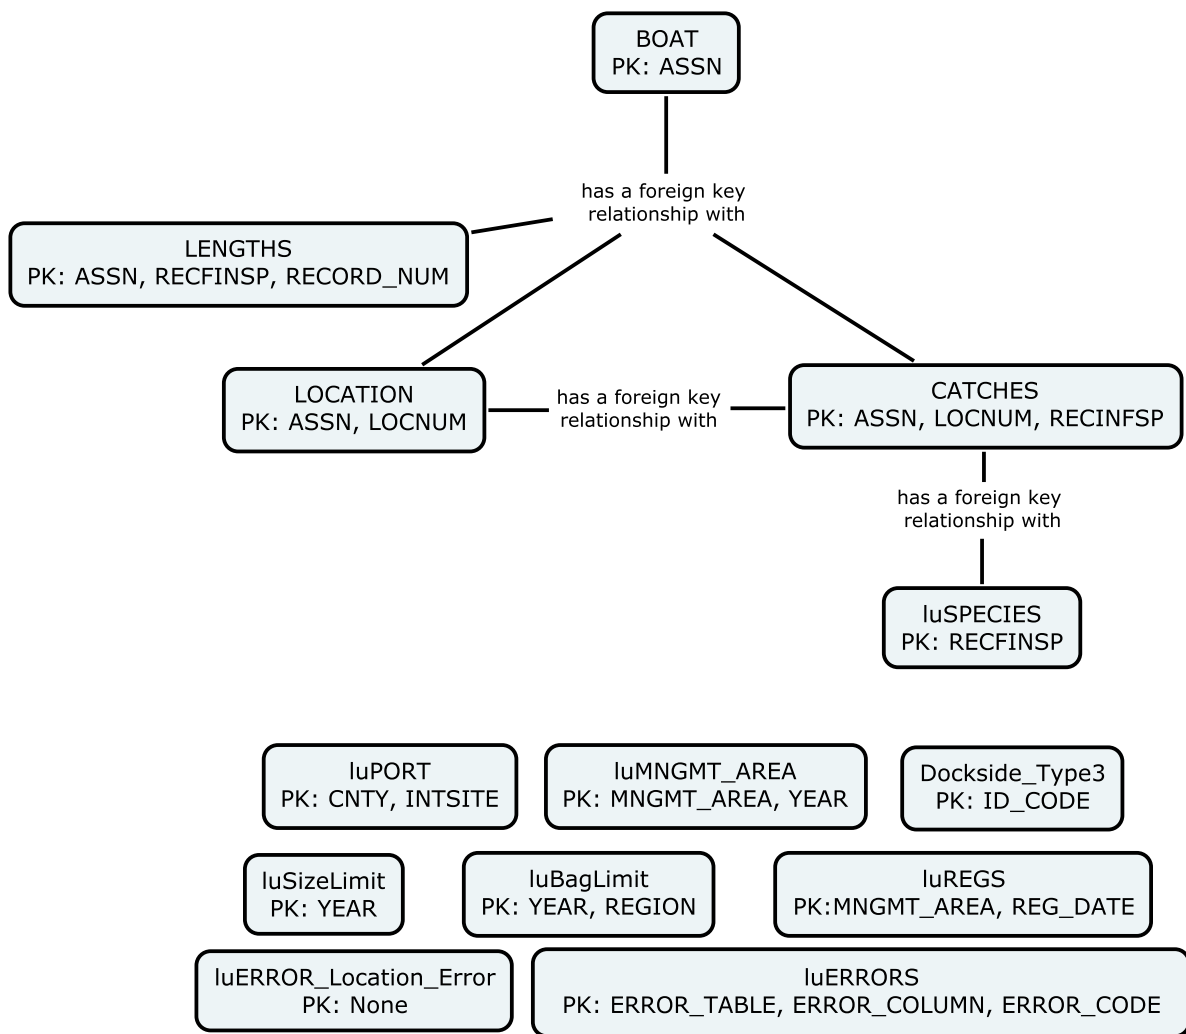 BOAT
PK: ASSN
has a foreign key
relationship with
LENGTHS
PK: ASSN, RECFINSP, RECORD_NUM
LOCATION
PK: ASSN, LOCNUM
has a foreign key
relationship with
CATCHES
PK: ASSN, LOCNUM, RECINFSP
has a foreign key
relationship with
luSPECIES
PK: RECFINSP
luPORT
PK: CNTY, INTSITE
luMNGMT_AREA
PK: MNGMT_AREA, YEAR
Dockside_Type3
PK: ID_CODE
luSizeLimit
PK: YEAR
luBagLimit
PK: YEAR, REGION
luREGS
PK:MNGMT_AREA, REG_DATE
luERROR_Location_Error
PK: None
luERRORS
PK: ERROR_TABLE, ERROR_COLUMN, ERROR_CODE